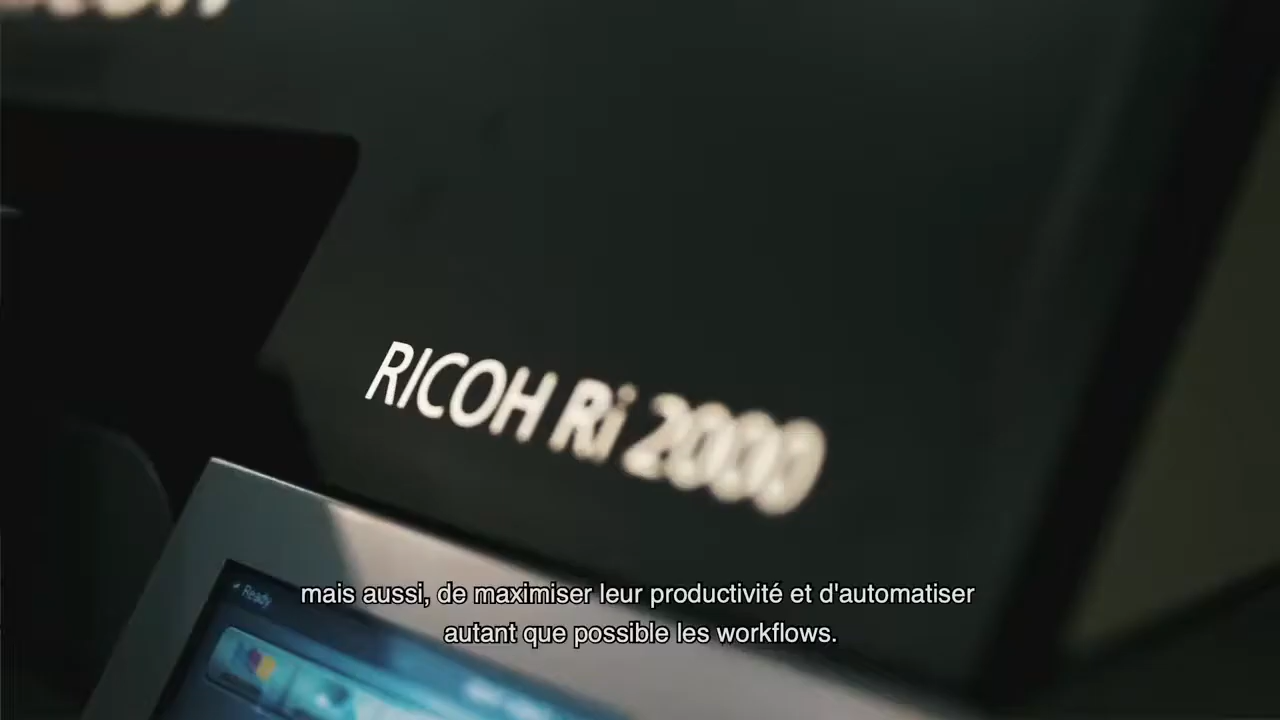 RICOH Ri 2000
Ready
mais aussi, de maximiser leur productivité et d'automatiser
autant que possible les workflows.